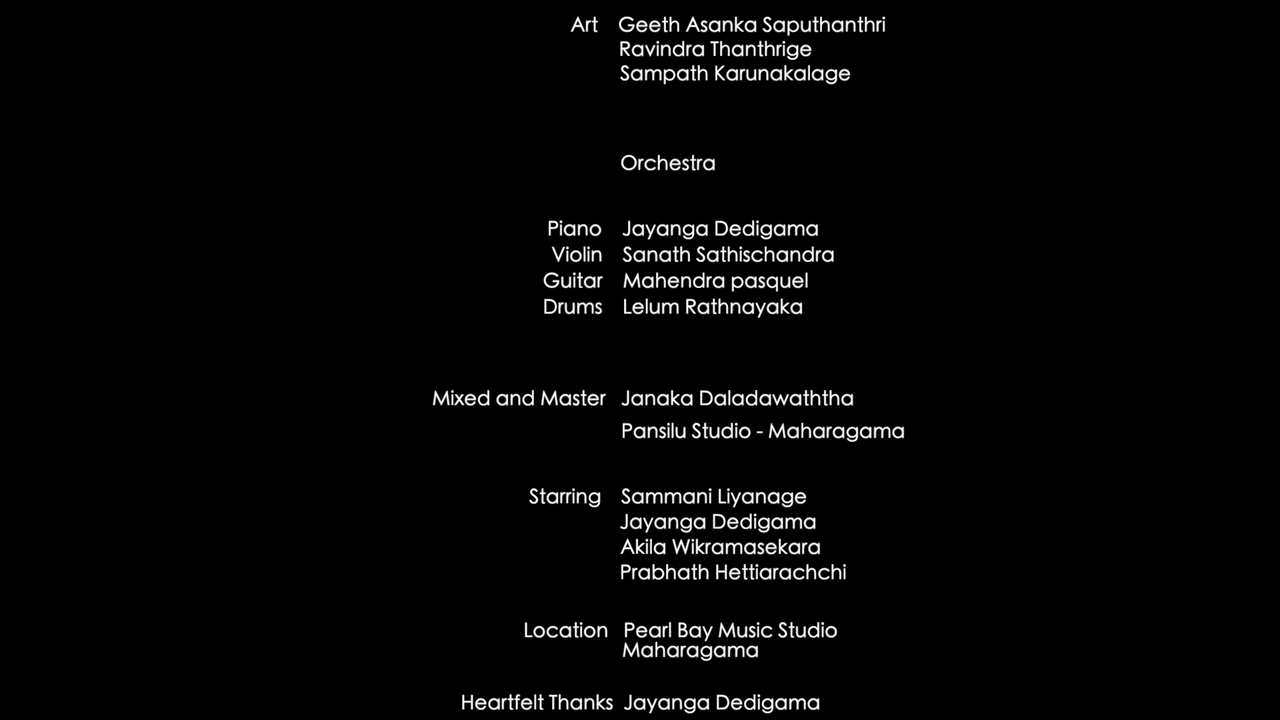 Art Geeth Asanka Saputhanthri
Ravindra Thanthrige
Sampath Karunakalage
Orchestra
Piano Jayanga Dedigama
Violin Sanath Sathischandra
Guitar Mahendra pasquel
Drums Lelum Rathnayaka
Mixed and Master Janaka Daladawaththa
Pansilu Studio - Maharagama
Starring Sammani Liyanage
Jayanga Dedigama
Akila Wikramasekara
Prabhath Hettiarachchi
Location Pearl Bay Music Studio
Maharagama
Heartfelt Thanks Jayanga Dedigama